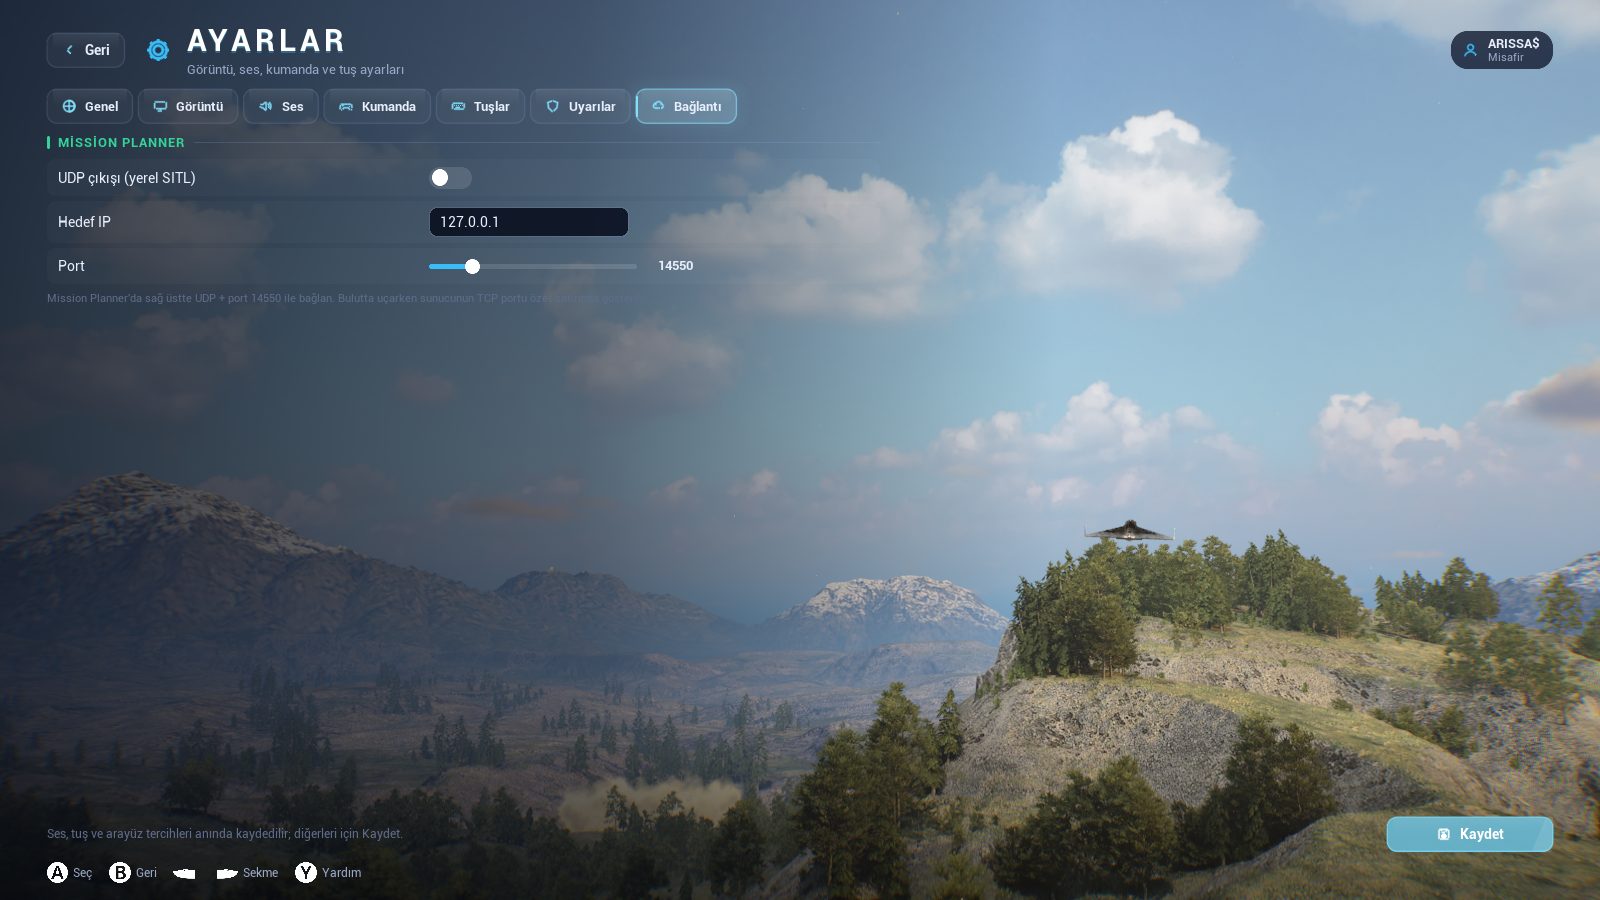 Geri
AYARLAR
Görüntü, ses, kumanda ve tuş ayarları
ARISSA$
Misafir
Genel
Görüntü
Ses
Kumanda
Tuşlar
Uyarılar
Bağlantı
MİSSİON PLANNER
UDP çıkışı (yerel SITL)
Hedef IP
127.0.0.1
Port
14550
Mission Planner'da sağ üstte UDP + port 14550 ile bağlan. Bulutta uçarken sunucunun TCP portu
Ses, tuş ve arayüz tercihleri anında kaydedilir; diğerleri için Kaydet.
Kaydet
A Seç
B Geri
Sekme
Y Yardım